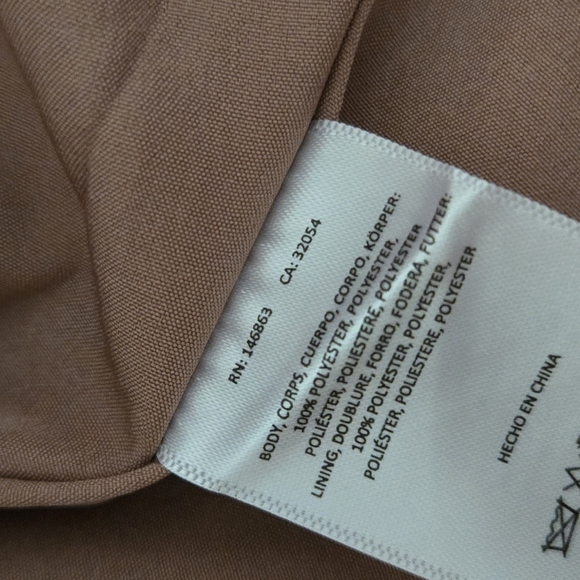 RN: 146863 CA: 32054
BODY, CORPS, CUERPO, CORPO, KÖRPER:
100% POLYESTER, POLYESTER,
POLIÉSTER, POLIESTERE, POLYESTER
LINING, DOUBLURE, FORRO, FODERA, FUTTER:
100% POLYESTER, POLYESTER,
POLIÉSTER, POLIESTERE, POLYESTER
HECHO EN CHINA